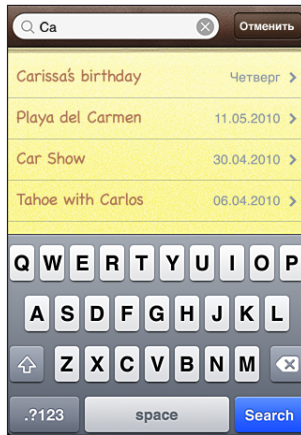 Ca Отменить
Carissa's birthday Четверг
Playa del Carmen 11.05.2010
Car Show 30.04.2010
Tahoe with Carlos 06.04.2010
Q W E R T Y U I O P
A S D F G H J K L
Z X C V B N M
.?123 space Search